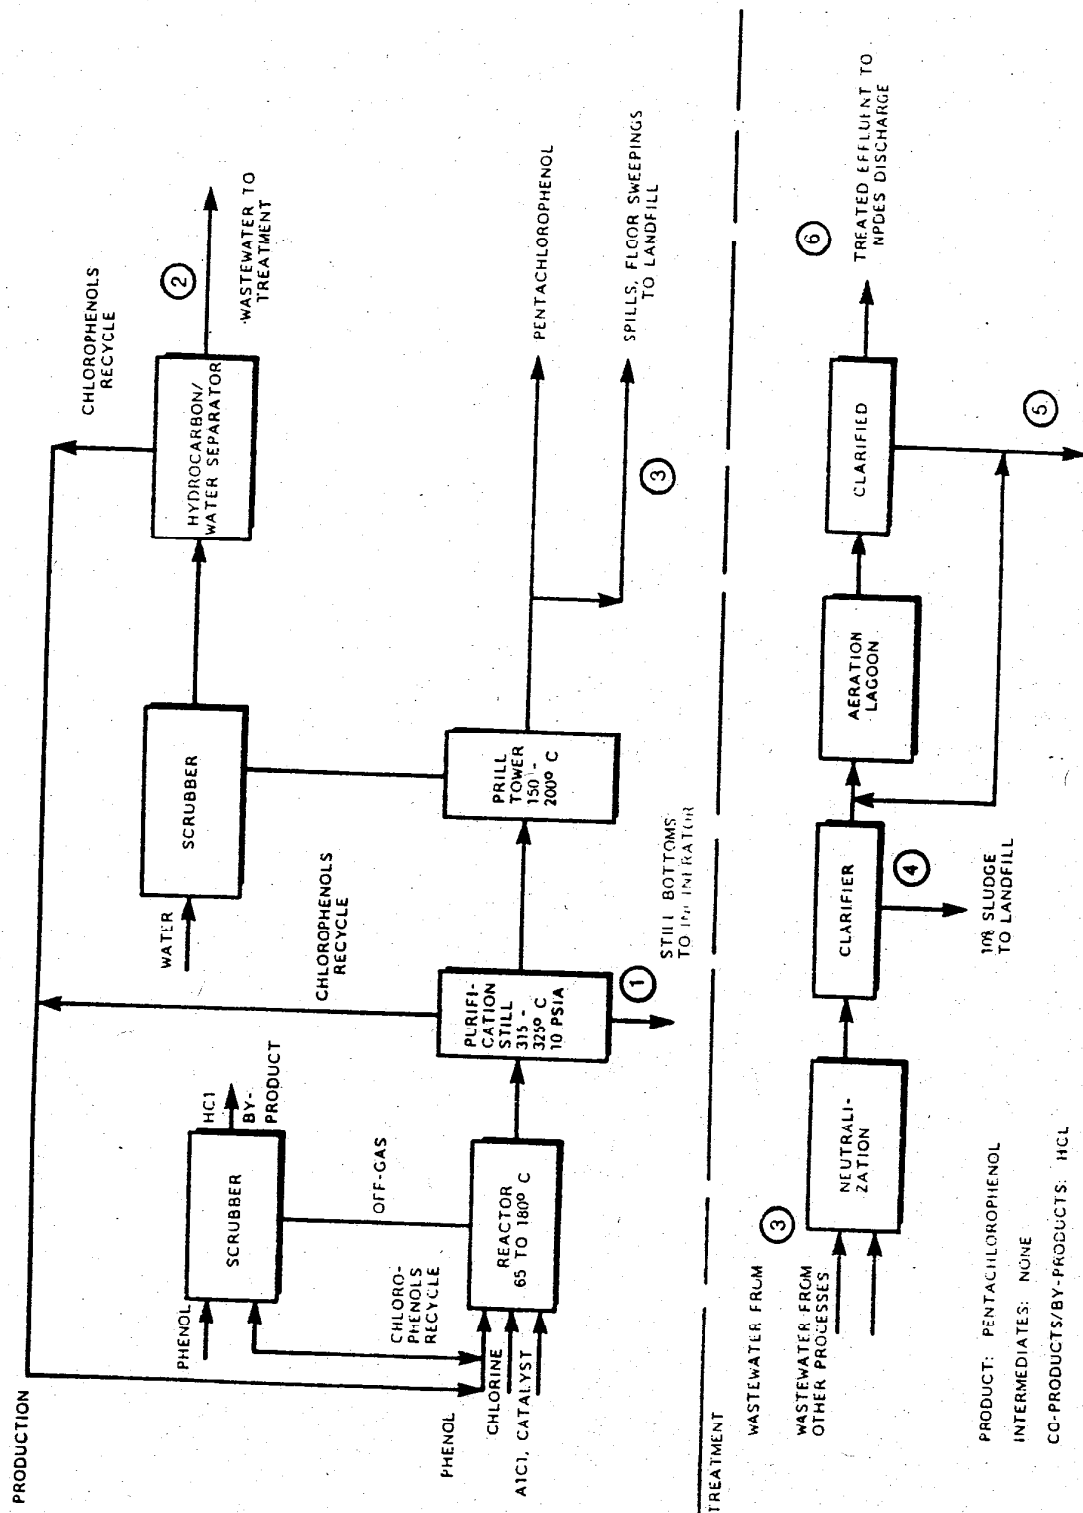 PRODUCTION
CHLOROPHENOLS
RECYCLE
2
WASTEWATER TO
TREATMENT
HYDROCARBON/
WATER SEPARATOR
SCRUBBER
WATER
CHLOROPHENOLS
RECYCLE
HC1
BY-
PRODUCT
SCRUBBER
PHENOL
OFF-GAS
CHLORO-
PHENOLS
RECYCLE
PHENOL
CHLORINE
A1C1, CATALYST
REACTOR
65 TO 180° C
PURIFI-
CATION
STILL
315 -
325° C
10 PSIA
1
STILL BOTTOMS
PRILL
TOWER
150 -
200° C
PENTACHLOROPHENOL
3
SPILLS, FLOOR SWEEPINGS
TO LANDFILL
TREATMENT
WASTEWATER FROM
3
WASTEWATER FROM
OTHER PROCESSES
NEUTRALI-
ZATION
CLARIFIER
4
10% SLUDGE
TO LANDFILL
AERATION
LAGOON
CLARIFIED
5
6
TREATED EFFLUENT TO
NPDES DISCHARGE
PRODUCT: PENTACHLOROPHENOL
INTERMEDIATES: NONE
CO-PRODUCTS/BY-PRODUCTS: HCL